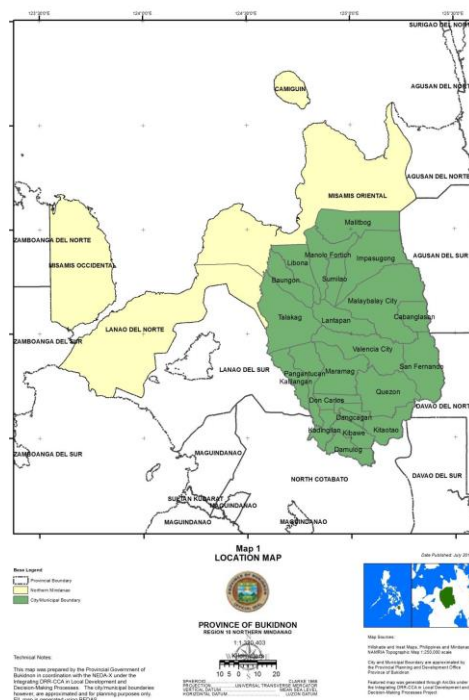 123°30'0"E 124°0'0"E 124°30'0"E 125°0'0"E 125°30'0"E
SURIGAO DEL NORTE
CAMIGUIN
AGUSAN DEL NORTE
AGUSAN DEL NORTE
MISAMIS ORIENTAL
Malitbog
ZAMBOANGA DEL NORTE
Manolo Fortich
Impasugong
AGUSAN DEL SUR
Libona
MISAMIS OCCIDENTAL
Baungon
Sumilao
Malaybalay City
Talakag
Lantapan
Cabanglasan
LANAO DEL NORTE
ZAMBOANGA DEL SUR
Valencia City
LANAO DEL SUR
Pangantucan
Maramag
San Fernando
Kalilangan
Quezon
Don Carlos
DAVAO DEL NORTE
Dangcagan
Kadingilan
Kibawe
Kitaotao
MAGUINDANAO
Damulog
ZAMBOANGA DEL SUR
NORTH COTABATO
DAVAO DEL SUR
SULTAN KUDARAT
MAGUINDANAO
MAGUINDANAO
MAGUINDANAO
Map 1
LOCATION MAP
Base Legend
Provincial Boundary
Northern Mindanao
City/Municipal Boundary
PROVINCE OF BUKIDNON
REGION 10 NORTHERN MINDANAO
Kilometers
10 5 0 10 20
SPHEROID CLARKE 1866
PROJECTION UNIVERSAL TRANSVERSE MERCATOR
VERTICAL DATUM MEAN SEA LEVEL
HORIZONTAL DATUM LUZON DATUM
Technical Notes:
This map was prepared by the Provincial Government of
Bukidnon in coordination with the NEDA-X under the
Integrating DRR-CCA in Local Development and
Decision-Making Processes. The city/municipal boundaries
however, are approximated and for planning purposes only.
Map Sources:
City and Municipal Boundary are approximated by
the Provincial Planning and Development Office
Province of Bukidnon